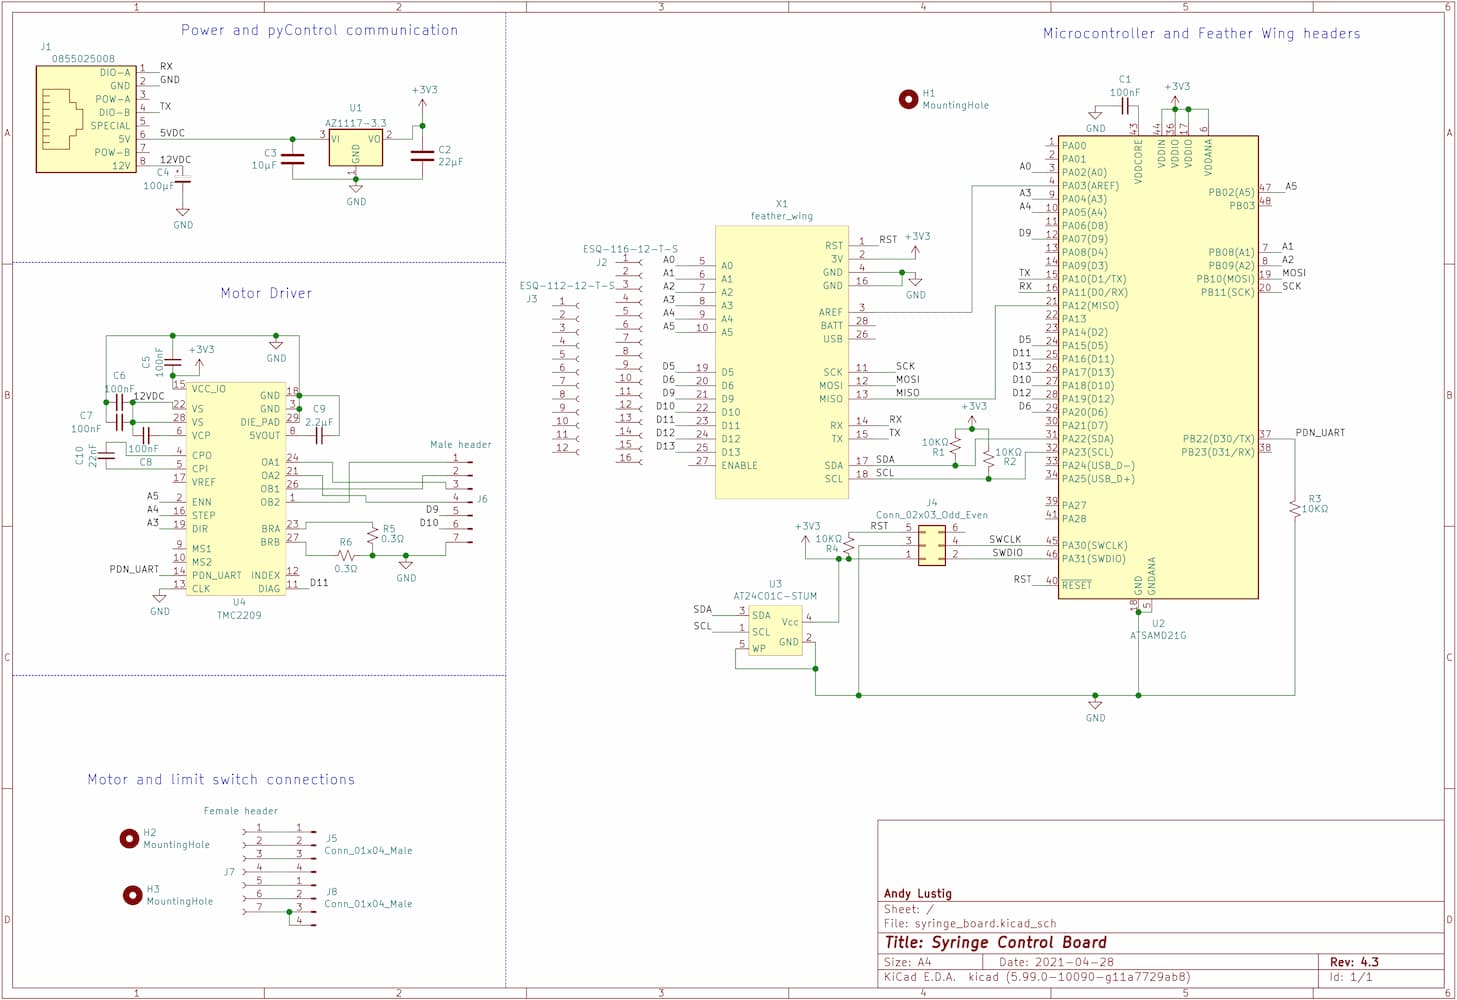 1 2 3 4 5 6
A
B
C
D
Power and pyControl communication
J1
0855025008
DIO-A 1 RX
GND 2 GND
POW-A 3
DIO-B 4 TX
SPECIAL 5
5V 6 5VDC
POW-B 7
12V 8 12VDC
C4
100µF
GND
C3
10µF
U1
AZ1117-3.3
3 VI VO 2
GND
1
GND
+3V3
C2
22µF
Motor Driver
GND
C5
100nF
+3V3
C6
100nF
12VDC
C7
100nF
100nF
C8
C10
22nF
C9
2.2µF
15 VCC_IO
22 VS
28 VS
6 VCP
4 CPO
5 CPI
17 VREF
A5 2 ENN
A4 16 STEP
A3 19 DIR
9 MS1
10 MS2
PDN_UART 14 PDN_UART
13 CLK
GND
GND 18
GND 3
DIE_PAD 29
5VOUT 8
OA1 24
OA2 21
OB1 26
OB2 1
BRA 23
BRB 27
INDEX 12
DIAG 11 D11
U4
TMC2209
R5
0.3Ω
R6
0.3Ω
GND
Male header
1
2
3
4
D9 5
D10 6
7
J6
Motor and limit switch connections
Female header
H2
MountingHole
H3
MountingHole
J7
1 1
2 2
3 3
4 4
5 1
6 2
7 3
4
J5
Conn_01x04_Male
J8
Conn_01x04_Male
Microcontroller and Feather Wing headers
H1
MountingHole
ESQ-116-12-T-S
J2
1
2
3
4
5
6
7
8
9
10
11
12
13
14
15
16
ESQ-112-12-T-S
J3
1
2
3
4
5
6
7
8
9
10
11
12
X1
feather_wing
A0 5 A0
A1 6 A1
A2 7 A2
A3 8 A3
A4 9 A4
A5 10 A5
D5 19 D5
D6 20 D6
D9 21 D9
D10 22 D10
D11 23 D11
D12 24 D12
D13 25 D13
27 ENABLE
RST 1 RST
3V 2
+3V3
GND 4
GND 16
GND
AREF 3
BATT 28
USB 26
SCK 11 SCK
MOSI 12 MOSI
MISO 13 MISO
RX 14 RX
TX 15 TX
SDA 17 SDA
SCL 18 SCL
+3V3
10KΩ
R1
10KΩ
R2
J4
Conn_02x03_Odd_Even
+3V3
10KΩ
R4
RST 5 6
3 4 SWCLK
1 2 SWDIO
U3
AT24C01C-STUM
SDA 3 SDA
SCL 1 SCL
5 WP
Vcc 4
GND 2
C1
100nF
GND
+3V3
43 VDDCORE
44 VDDIN
36 VDDIO
17 VDDIO
6 VDDANA
1 PA00
2 PA01
A0 3 PA02(A0)
4 PA03(AREF)
A3 9 PA04(A3)
A4 10 PA05(A4)
11 PA06(D8)
D9 12 PA07(D9)
13 PA08(D4)
14 PA09(D3)
TX 15 PA10(D1/TX)
RX 16 PA11(D0/RX)
21 PA12(MISO)
22 PA13
23 PA14(D2)
D5 24 PA15(D5)
D11 25 PA16(D11)
D13 26 PA17(D13)
D10 27 PA18(D10)
D12 28 PA19(D12)
D6 29 PA20(D6)
30 PA21(D7)
31 PA22(SDA)
32 PA23(SCL)
33 PA24(USB_D-)
34 PA25(USB_D+)
39 PA27
41 PA28
45 PA30(SWCLK)
46 PA31(SWDIO)
RST 40 RESET
PB02(A5) 47 A5
PB03 48
PB08(A1) 7 A1
PB09(A2) 8 A2
PB10(MOSI) 19 MOSI
PB11(SCK) 20 SCK
PB22(D30/TX) 37 PDN_UART
PB23(D31/RX) 38
GND 18
GNDANA 5
U2
ATSAMD21G
R3
10KΩ
GND
Andy Lustig
Sheet: /
File: syringe_board.kicad_sch
Title: Syringe Control Board
Size: A4 Date: 2021-04-28 Rev: 4.3
KiCad E.D.A. kicad (5.99.0-10090-g11a7729ab8) Id: 1/1
A
B
C
D
1 2 3 4 5 6